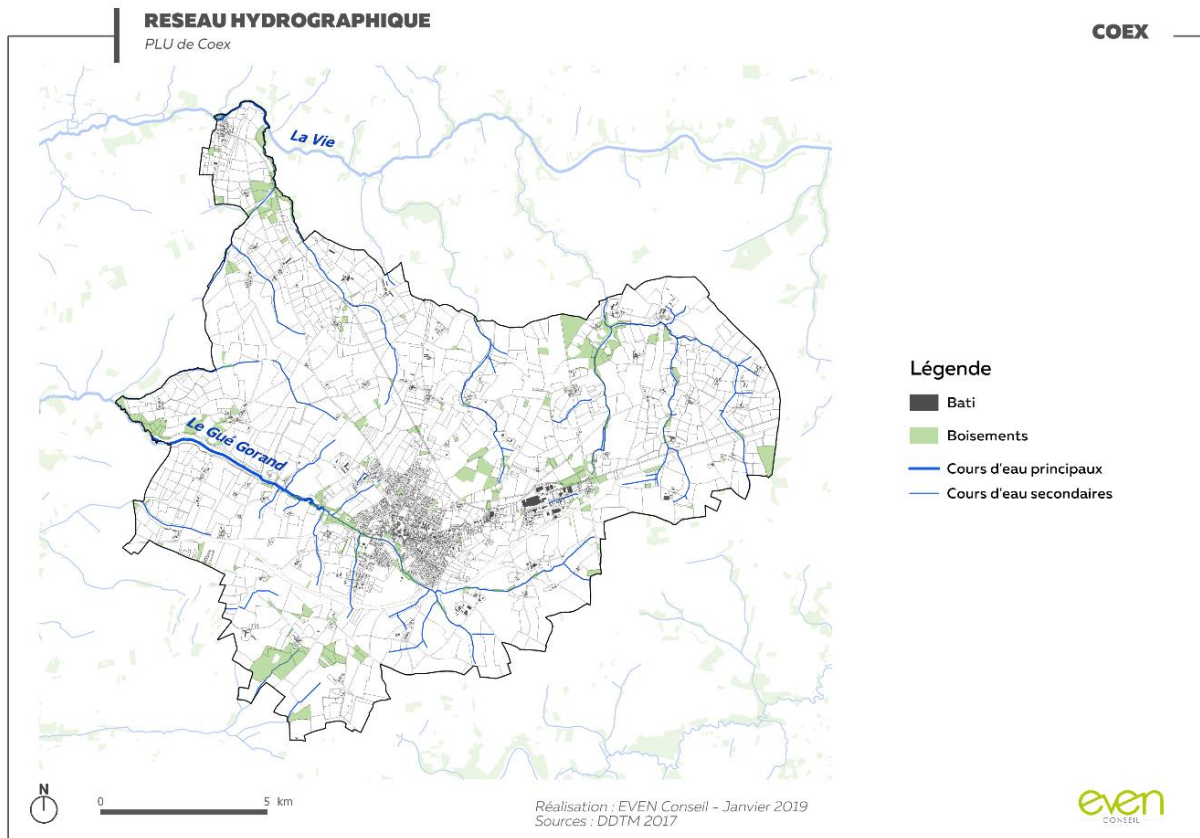 RESEAU HYDROGRAPHIQUE
PLU de Coex
COEX
La Vie
Le Gué Gorand
Légende
Bati
Boisements
Cours d'eau principaux
Cours d'eau secondaires
N
0 5 km
Réalisation : EVEN Conseil - Janvier 2019
Sources : DDTM 2017
even
CONSEIL